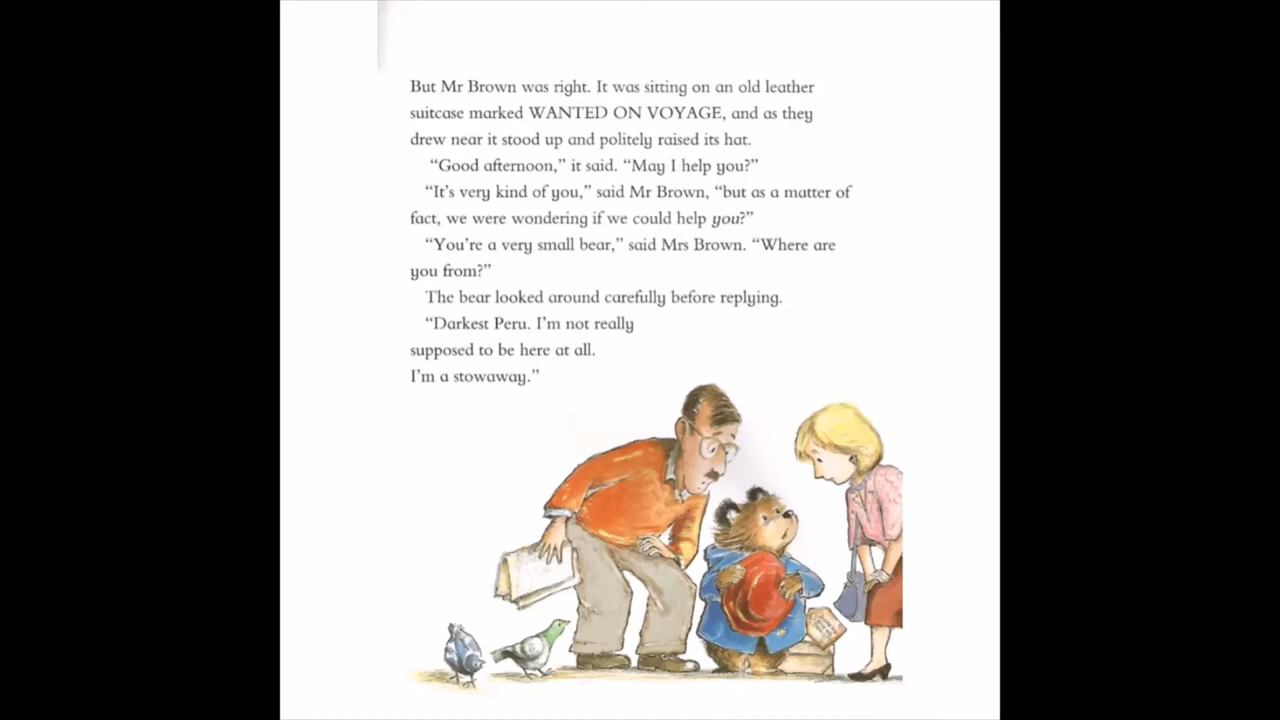 But Mr Brown was right. It was sitting on an old leather
suitcase marked WANTED ON VOYAGE, and as they
drew near it stood up and politely raised its hat.
“Good afternoon,” it said. “May I help you?”
“It’s very kind of you,” said Mr Brown, “but as a matter of
fact, we were wondering if we could help you?”
“You’re a very small bear,” said Mrs Brown. “Where are
you from?”
The bear looked around carefully before replying.
“Darkest Peru. I’m not really
supposed to be here at all.
I’m a stowaway.”